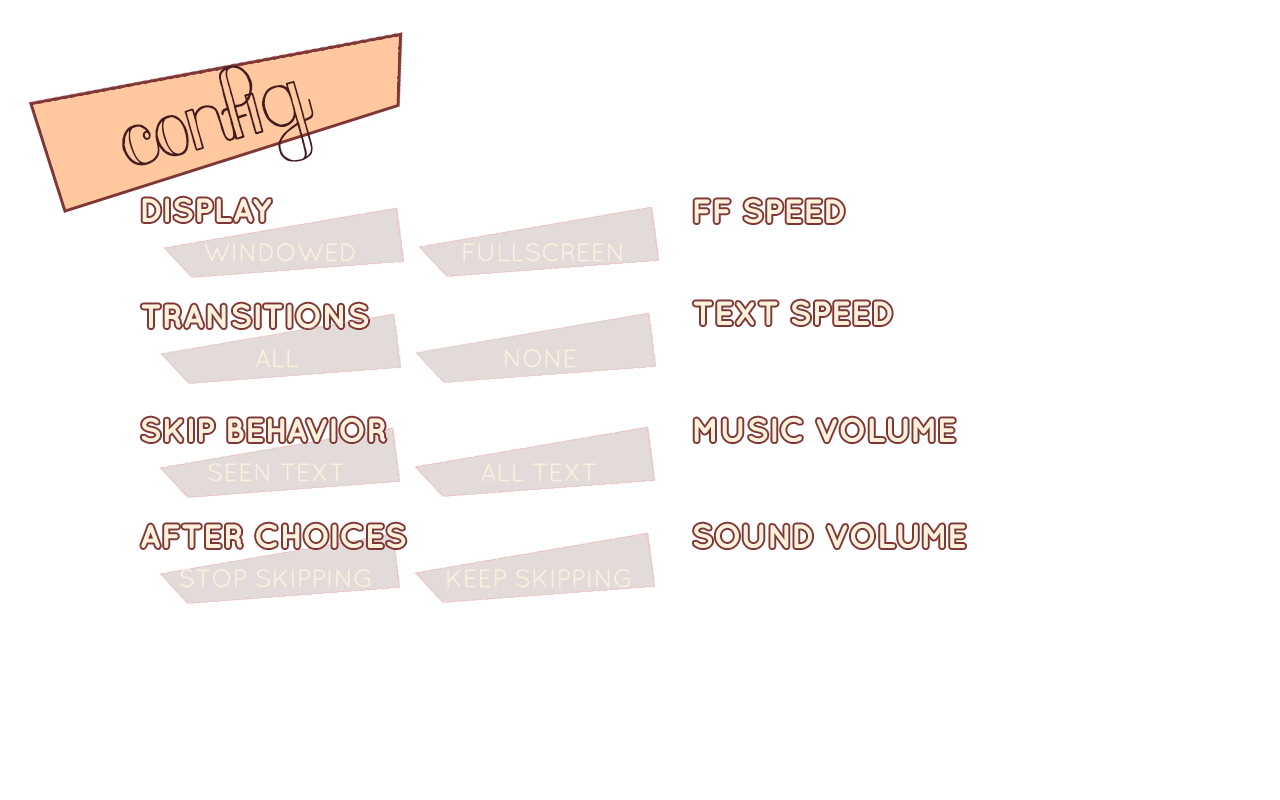 config
DISPLAY
WINDOWED FULLSCREEN
TRANSITIONS
ALL NONE
SKIP BEHAVIOR
SEEN TEXT ALL TEXT
AFTER CHOICES
STOP SKIPPING KEEP SKIPPING
FF SPEED
TEXT SPEED
MUSIC VOLUME
SOUND VOLUME